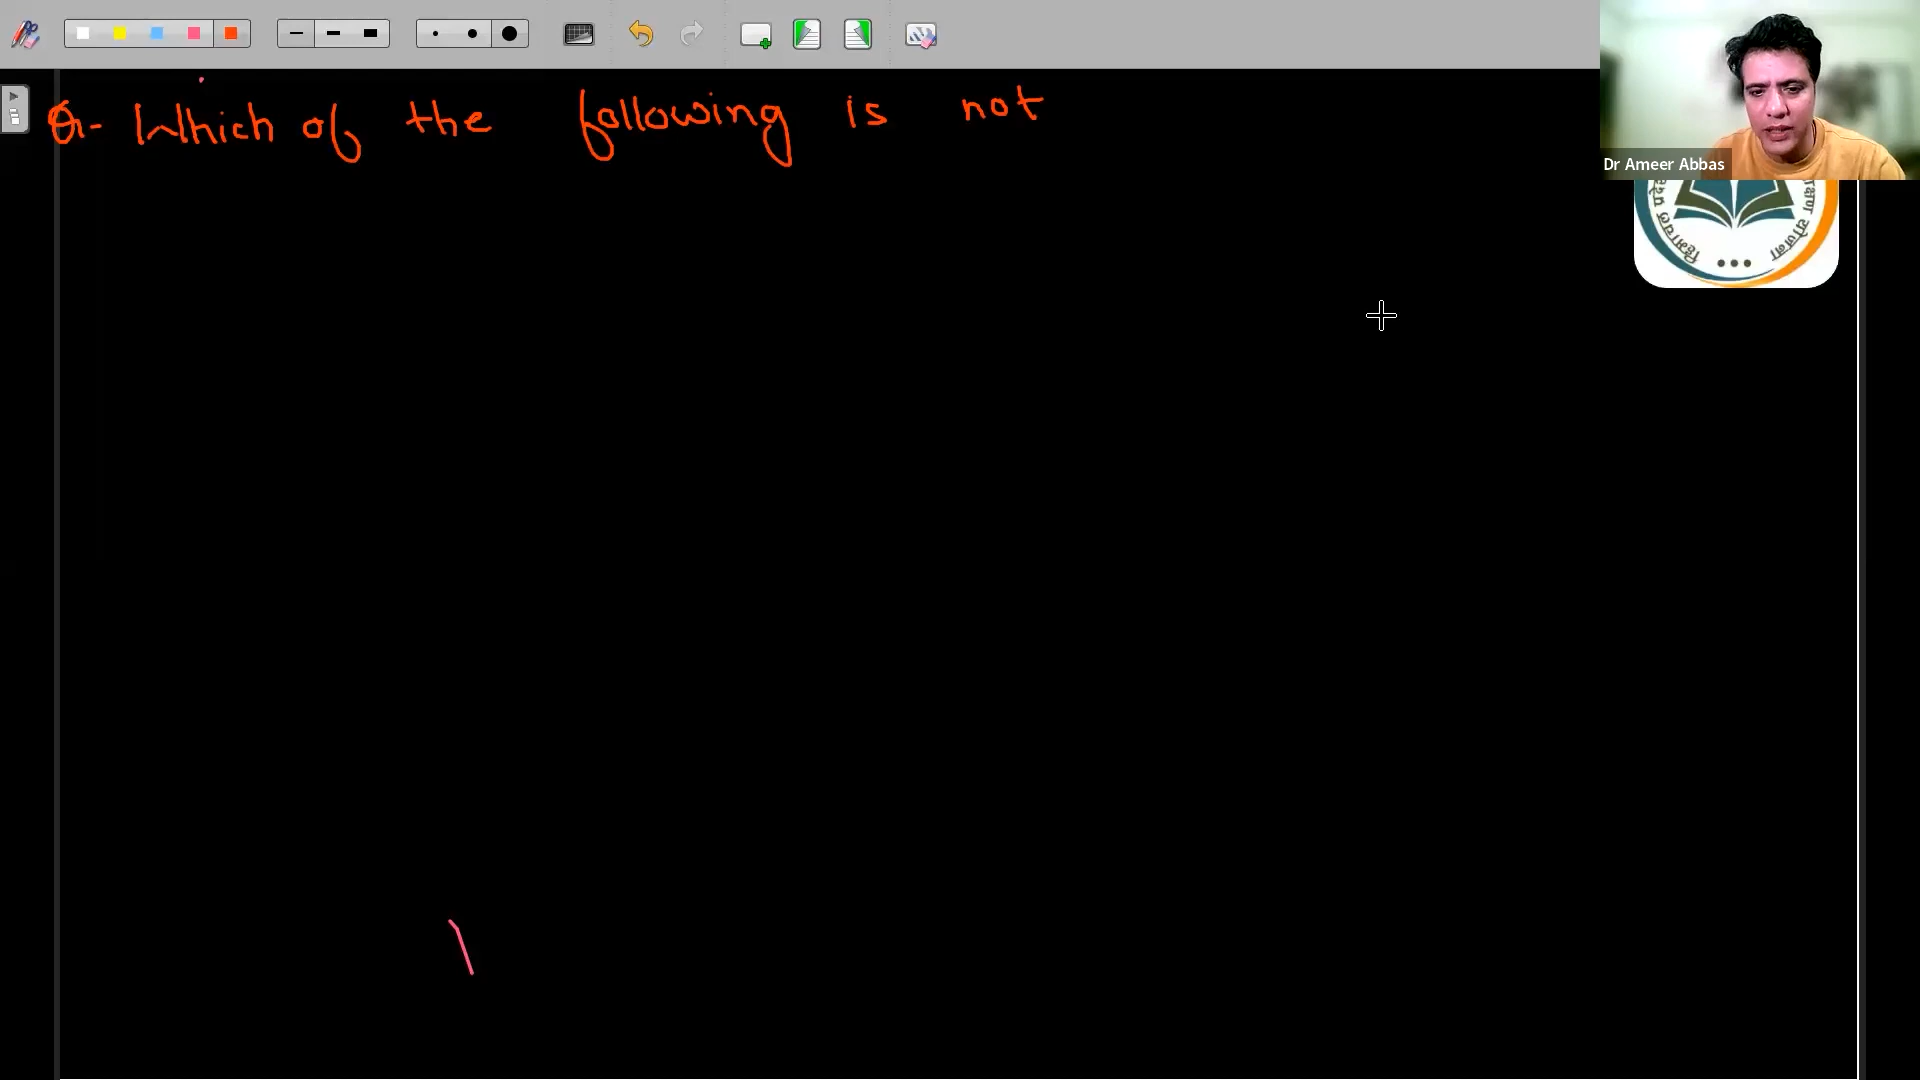 Q- Which of the following is not
Dr Ameer Abbas